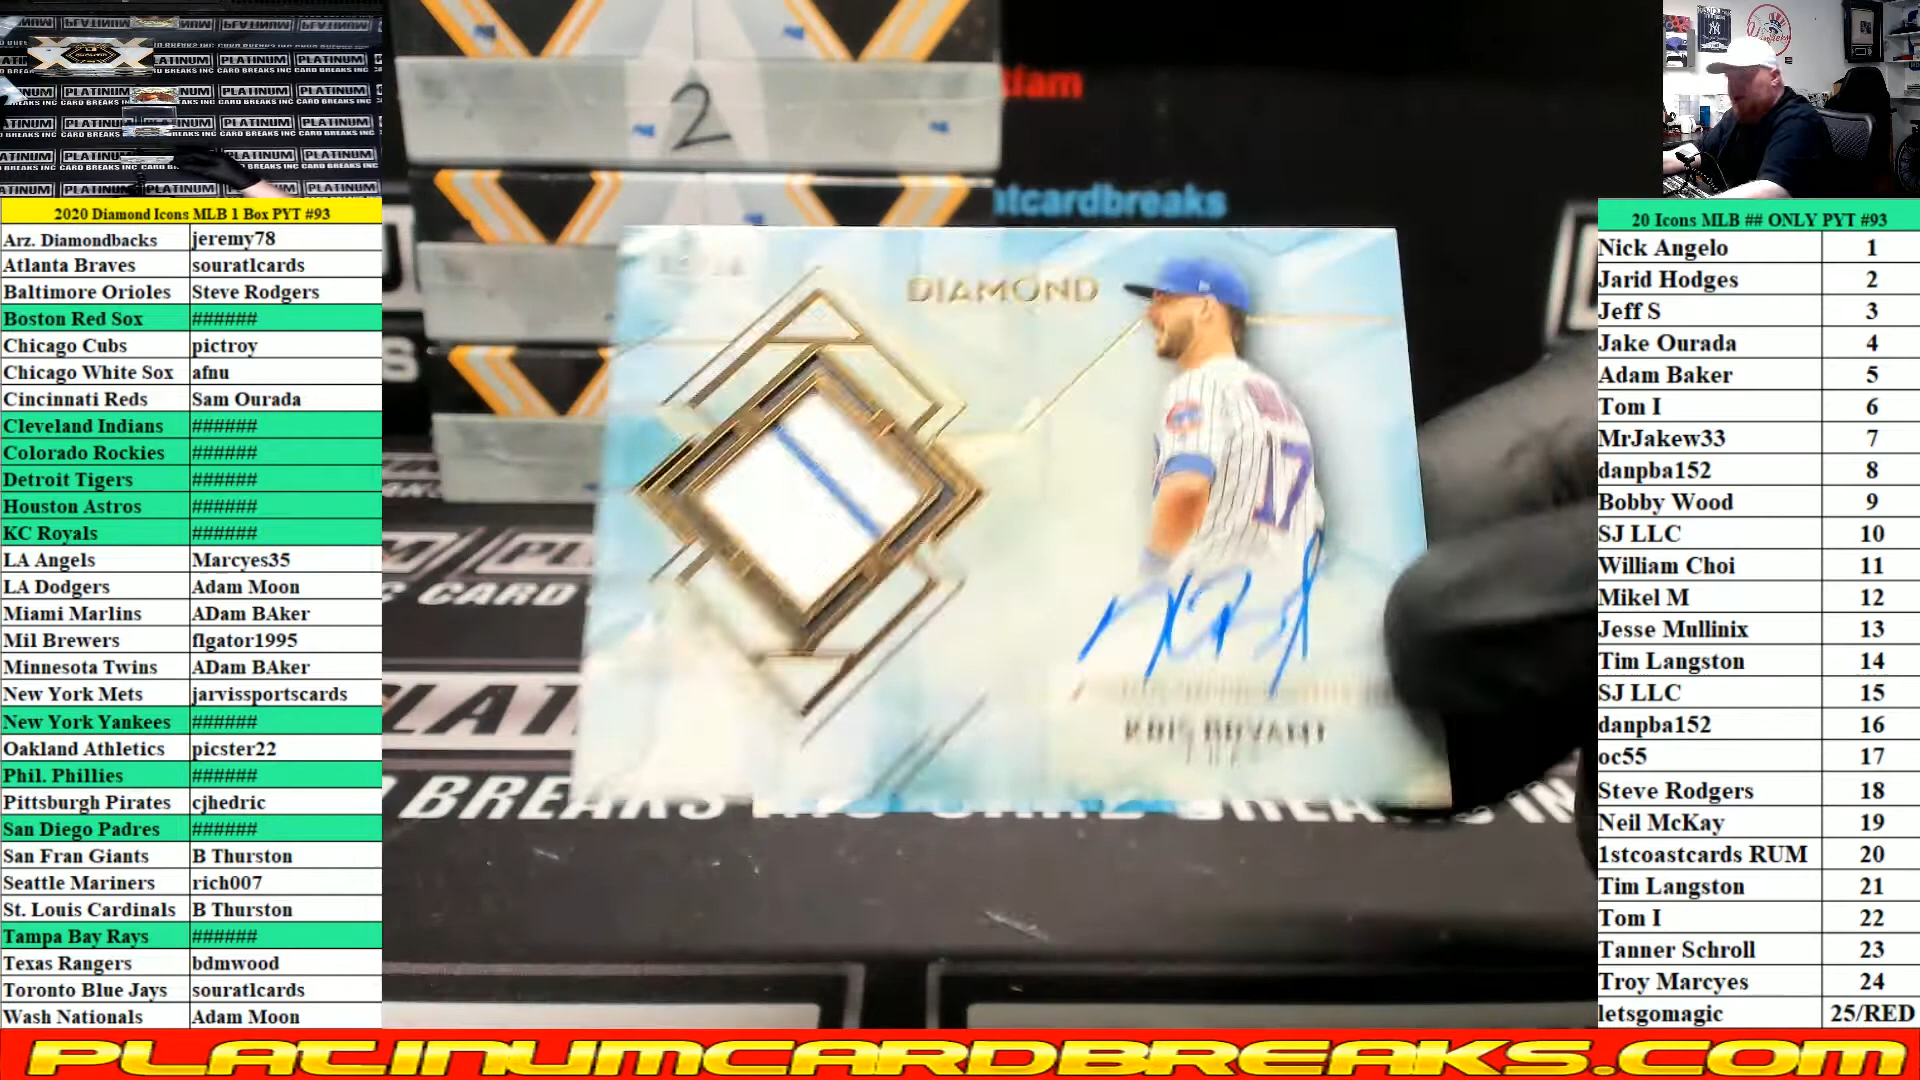 2020 Diamond Icons MLB 1 Box PYT #93
Arz. Diamondbacks jeremy78
Atlanta Braves souratlcards
Baltimore Orioles Steve Rodgers
Boston Red Sox ######
Chicago Cubs pictroy
Chicago White Sox afnu
Cincinnati Reds Sam Ourada
Cleveland Indians ######
Colorado Rockies ######
Detroit Tigers ######
Houston Astros ######
KC Royals ######
LA Angels Marcyes35
LA Dodgers Adam Moon
Miami Marlins ADam BAker
Mil Brewers flgator1995
Minnesota Twins ADam BAker
New York Mets jarvissportscards
New York Yankees ######
Oakland Athletics picster22
Phil. Phillies ######
Pittsburgh Pirates cjhedric
San Diego Padres ######
San Fran Giants B Thurston
Seattle Mariners rich007
St. Louis Cardinals B Thurston
Tampa Bay Rays ######
Texas Rangers bdmwood
Toronto Blue Jays souratlcards
Wash Nationals Adam Moon
2
tcardbreaks
DIAMOND
17
KRIS BRYANT
20 Icons MLB ## ONLY PYT #93
Nick Angelo 1
Jarid Hodges 2
Jeff S 3
Jake Ourada 4
Adam Baker 5
Tom I 6
MrJakew33 7
danpba152 8
Bobby Wood 9
SJ LLC 10
William Choi 11
Mikel M 12
Jesse Mullinix 13
Tim Langston 14
SJ LLC 15
danpba152 16
oc55 17
Steve Rodgers 18
Neil McKay 19
1stcoastcards RUM 20
Tim Langston 21
Tom I 22
Tanner Schroll 23
Troy Marcyes 24
letsgomagic 25/RED
PLATINUMCARDBREAKS.COM